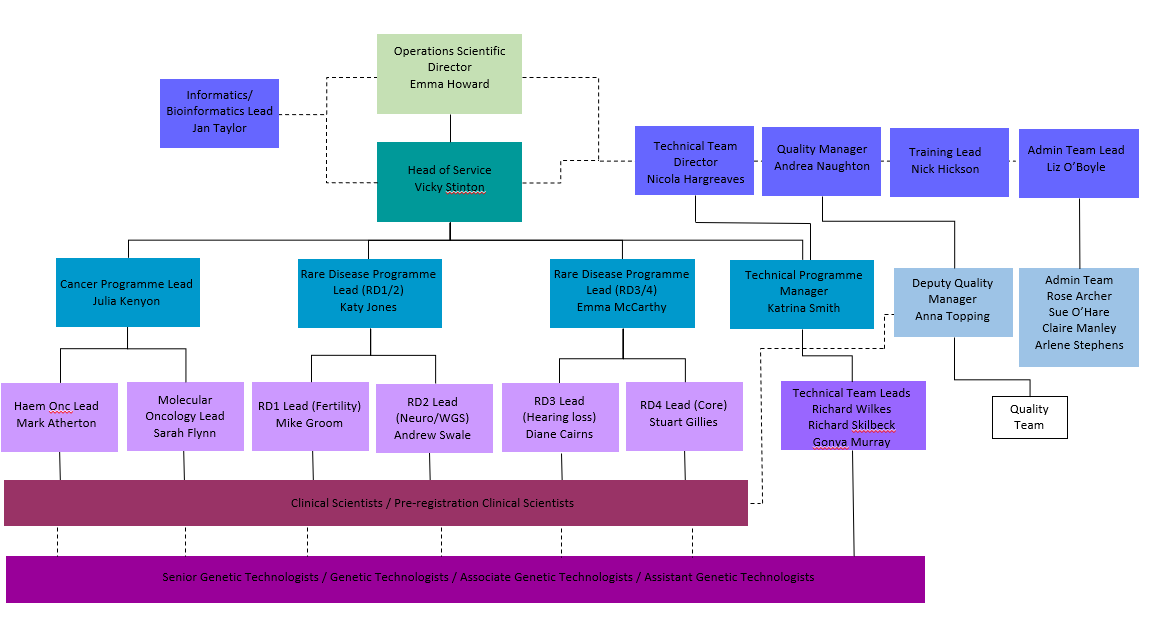 Operations Scientific
Director
Emma Howard
Informatics/
Bioinformatics Lead
Jan Taylor
Head of Service
Vicky Stinton
Technical Team
Director
Nicola Hargreaves
Quality Manager
Andrea Naughton
Training Lead
Nick Hickson
Admin Team Lead
Liz O’Boyle
Cancer Programme Lead
Julia Kenyon
Rare Disease Programme
Lead (RD1/2)
Katy Jones
Rare Disease Programme
Lead (RD3/4)
Emma McCarthy
Technical Programme
Manager
Katrina Smith
Deputy Quality
Manager
Anna Topping
Admin Team
Rose Archer
Sue O’Hare
Claire Manley
Arlene Stephens
Haem Onc Lead
Mark Atherton
Molecular
Oncology Lead
Sarah Flynn
RD1 Lead (Fertility)
Mike Groom
RD2 Lead
(Neuro/WGS)
Andrew Swale
RD3 Lead
(Hearing loss)
Diane Cairns
RD4 Lead (Core)
Stuart Gillies
Technical Team Leads
Richard Wilkes
Richard Skilbeck
Gonya Murray
Quality
Team
Clinical Scientists / Pre-registration Clinical Scientists
Senior Genetic Technologists / Genetic Technologists / Associate Genetic Technologists / Assistant Genetic Technologists